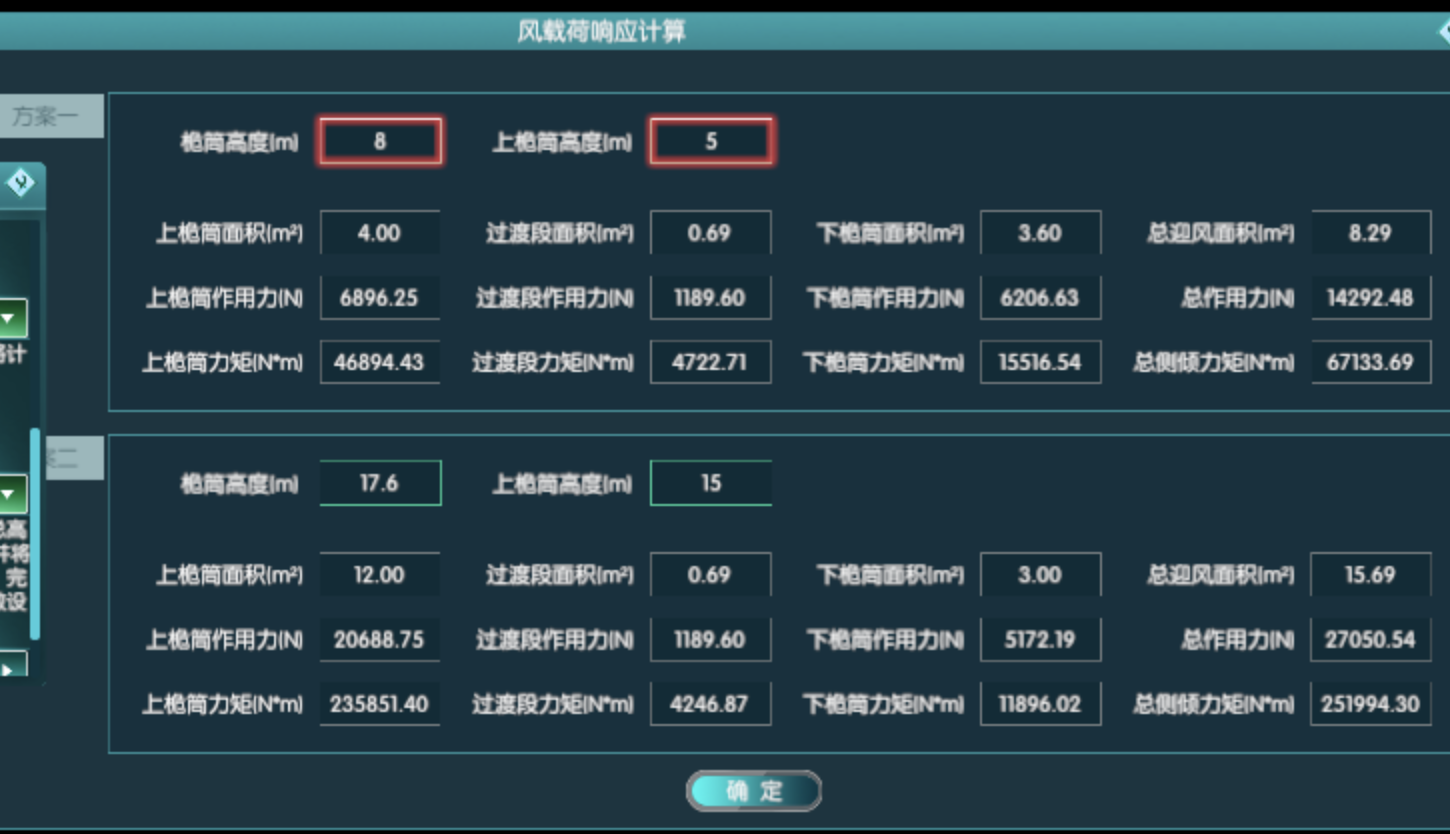 风载荷响应计算
方案一
桅筒高度(m) 8 上桅筒高度(m) 5
上桅筒面积(m²) 4.00 过渡段面积(m²) 0.69 下桅筒面积(m²) 3.60 总迎风面积(m²) 8.29
上桅筒作用力(N) 6896.25 过渡段作用力(N) 1189.60 下桅筒作用力(N) 6206.63 总作用力(N) 14292.48
上桅筒力矩(N*m) 46894.43 过渡段力矩(N*m) 4722.71 下桅筒力矩(N*m) 15516.54 总侧倾力矩(N*m) 67133.69
计
案二
桅筒高度(m) 17.6 上桅筒高度(m) 15
总高
并将
完
设
上桅筒面积(m²) 12.00 过渡段面积(m²) 0.69 下桅筒面积(m²) 3.00 总迎风面积(m²) 15.69
上桅筒作用力(N) 20688.75 过渡段作用力(N) 1189.60 下桅筒作用力(N) 5172.19 总作用力(N) 27050.54
上桅筒力矩(N*m) 235851.40 过渡段力矩(N*m) 4246.87 下桅筒力矩(N*m) 11896.02 总侧倾力矩(N*m) 251994.30
确 定